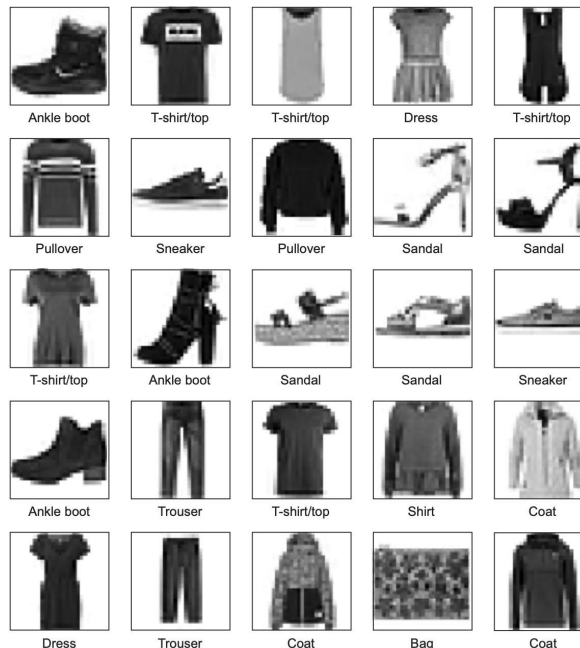 Ankle boot T-shirt/top T-shirt/top Dress T-shirt/top
Pullover Sneaker Pullover Sandal Sandal
T-shirt/top Ankle boot Sandal Sandal Sneaker
Ankle boot Trouser T-shirt/top Shirt Coat
Dress Trouser Coat Bag Coat